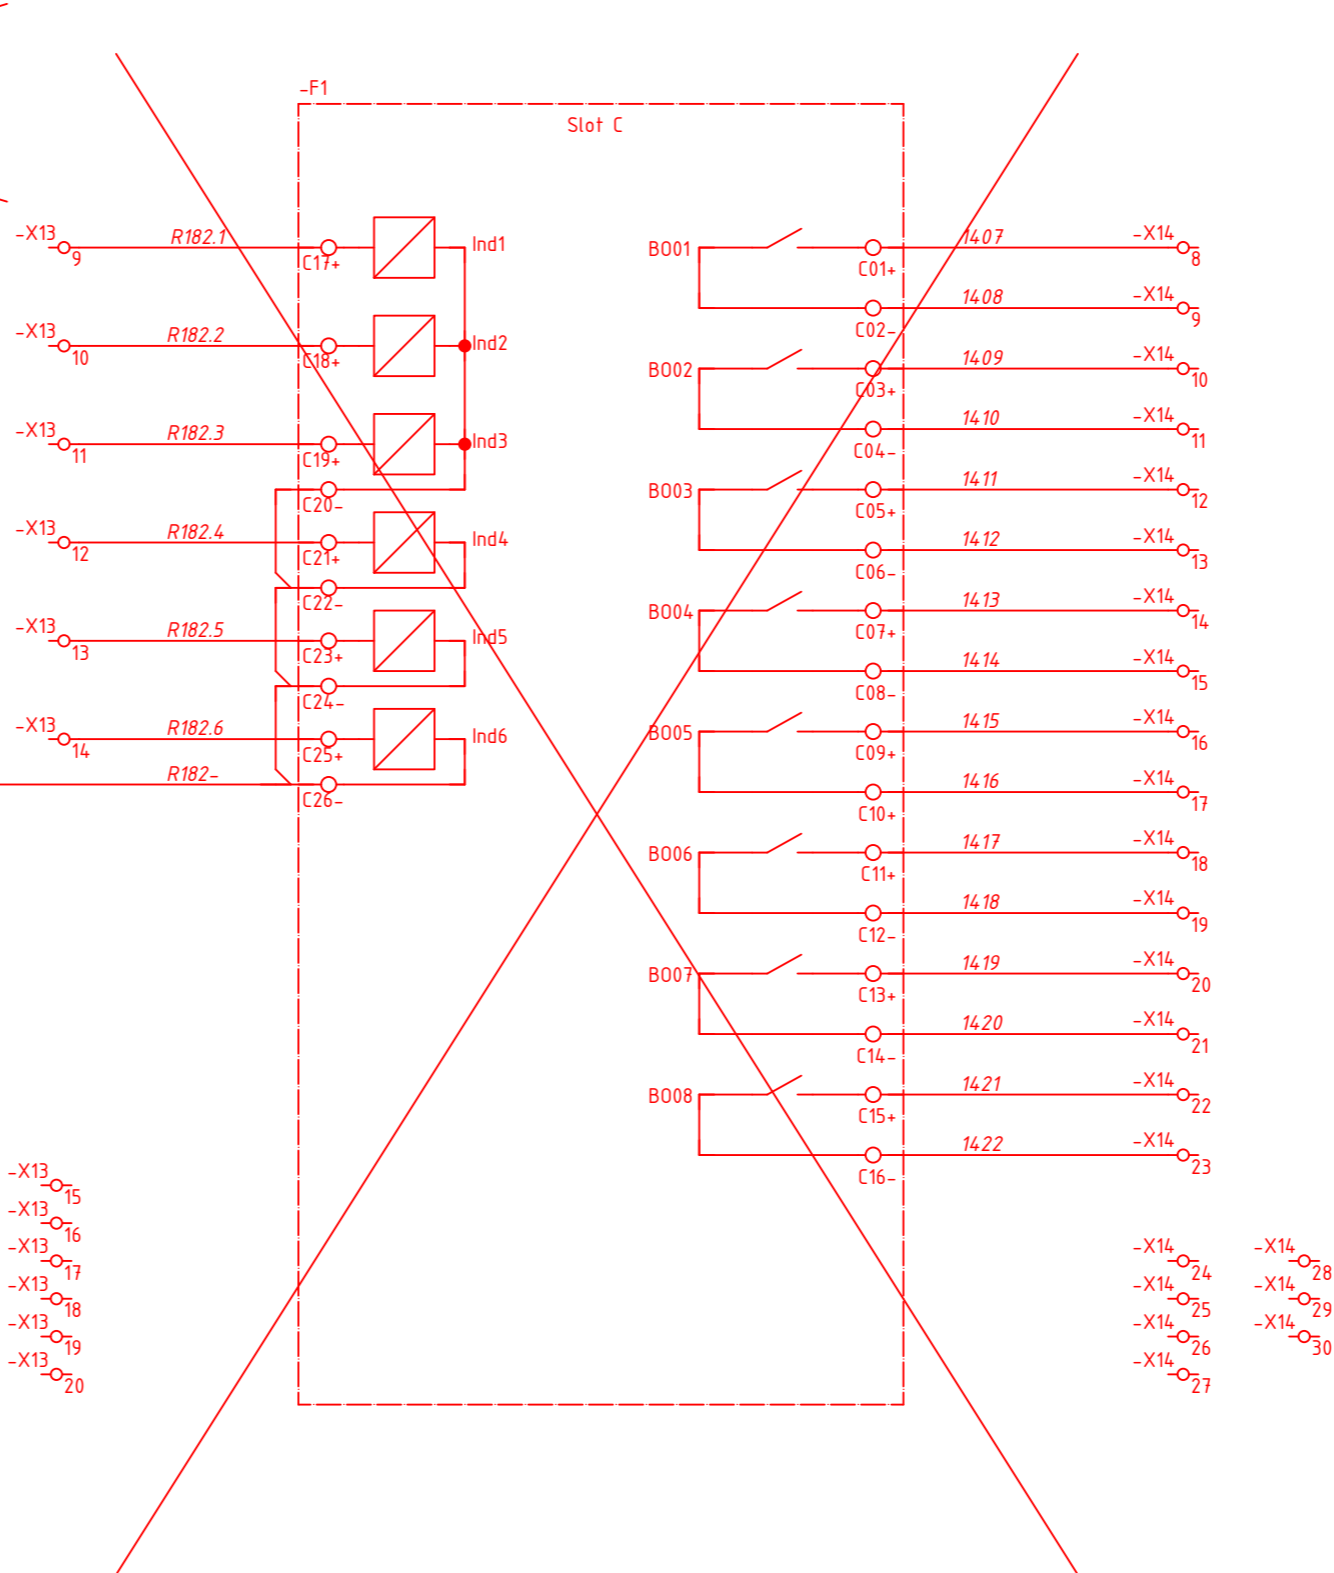 -F1
Slot C
-X13
9
R182.1
C17+
Ind1
-X13
10
R182.2
C18+
Ind2
-X13
11
R182.3
C19+
Ind3
C20-
-X13
12
R182.4
C21+
Ind4
C22-
-X13
13
R182.5
C23+
Ind5
C24-
-X13
14
R182.6
C25+
Ind6
R182-
C26-
BO01
C01+
1407
-X14
8
C02-
1408
-X14
9
BO02
C03+
1409
-X14
10
C04-
1410
-X14
11
BO03
C05+
1411
-X14
12
C06-
1412
-X14
13
BO04
C07+
1413
-X14
14
C08-
1414
-X14
15
BO05
C09+
1415
-X14
16
C10+
1416
-X14
17
BO06
C11+
1417
-X14
18
C12-
1418
-X14
19
BO07
C13+
1419
-X14
20
C14-
1420
-X14
21
BO08
C15+
1421
-X14
22
C16-
1422
-X14
23
-X13
15
-X13
16
-X13
17
-X13
18
-X13
19
-X13
20
-X14
24
-X14
25
-X14
26
-X14
27
-X14
28
-X14
29
-X14
30